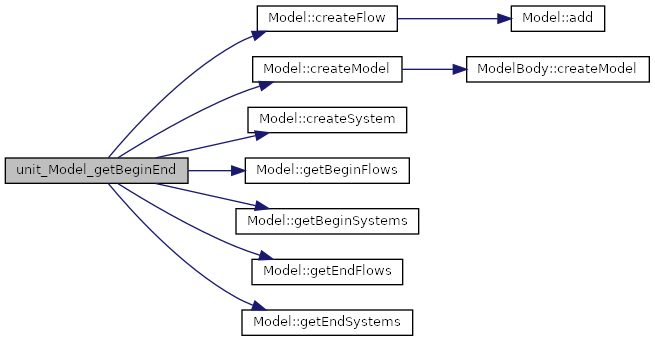 Model::createFlow
Model::add
Model::createModel
ModelBody::createModel
Model::createSystem
unit_Model_getBeginEnd
Model::getBeginFlows
Model::getBeginSystems
Model::getEndFlows
Model::getEndSystems